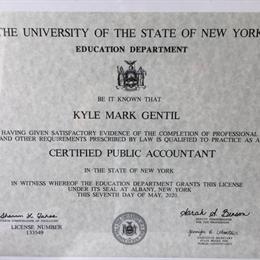 THE UNIVERSITY OF THE STATE OF NEW YORK
EDUCATION DEPARTMENT
BE IT KNOWN THAT
KYLE MARK GENTIL
HAVING GIVEN SATISFACTORY EVIDENCE OF THE COMPLETION OF PROFESSIONAL
AND OTHER REQUIREMENTS PRESCRIBED BY LAW IS QUALIFIED TO PRACTICE AS A
CERTIFIED PUBLIC ACCOUNTANT
IN THE STATE OF NEW YORK
IN WITNESS WHEREOF THE EDUCATION DEPARTMENT GRANTS THIS LICENSE
UNDER ITS SEAL AT ALBANY, NEW YORK
THIS SEVENTH DAY OF MAY, 2020.
LICENSE NUMBER
133549